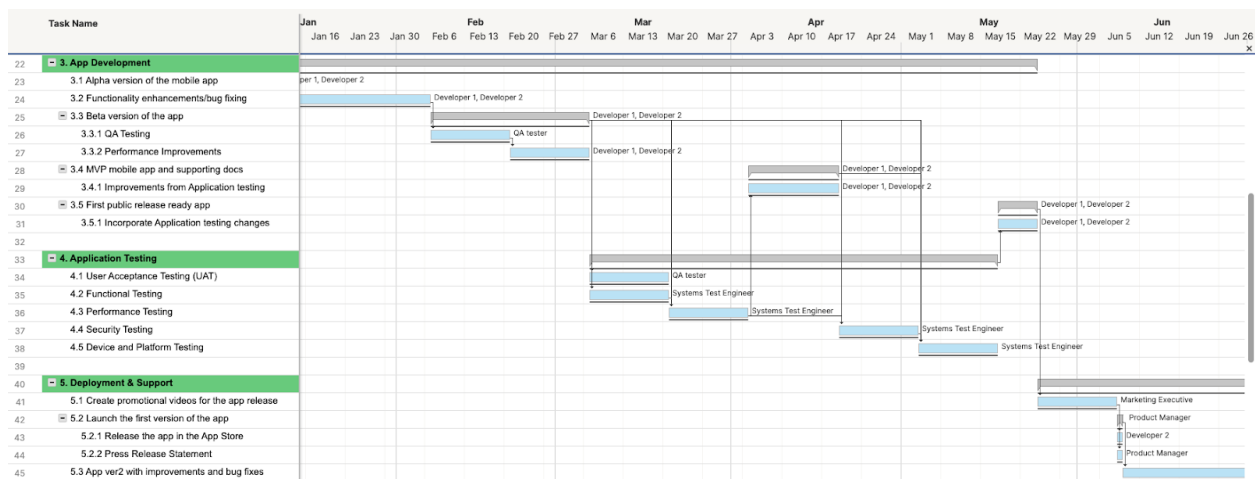 Task Name
Jan Feb Mar Apr May Jun
Jan 16 Jan 23 Jan 30 Feb 6 Feb 13 Feb 20 Feb 27 Mar 6 Mar 13 Mar 20 Mar 27 Apr 3 Apr 10 Apr 17 Apr 24 May 1 May 8 May 15 May 22 May 29 Jun 5 Jun 12 Jun 19 Jun 26
22 3. App Development
23 3.1 Alpha version of the mobile app per 1, Developer 2
24 3.2 Functionality enhancements/bug fixing Developer 1, Developer 2
25 3.3 Beta version of the app Developer 1, Developer 2
26 3.3.1 QA Testing QA tester
27 3.3.2 Performance Improvements Developer 1, Developer 2
28 3.4 MVP mobile app and supporting docs Developer 1, Developer 2
29 3.4.1 Improvements from Application testing Developer 1, Developer 2
30 3.5 First public release ready app Developer 1, Developer 2
31 3.5.1 Incorporate Application testing changes Developer 1, Developer 2
32
33 4. Application Testing
34 4.1 User Acceptance Testing (UAT) QA tester
35 4.2 Functional Testing Systems Test Engineer
36 4.3 Performance Testing Systems Test Engineer
37 4.4 Security Testing Systems Test Engineer
38 4.5 Device and Platform Testing Systems Test Engineer
39
40 5. Deployment & Support
41 5.1 Create promotional videos for the app release Marketing Executive
42 5.2 Launch the first version of the app Product Manager
43 5.2.1 Release the app in the App Store Developer 2
44 5.2.2 Press Release Statement Product Manager
45 5.3 App ver2 with improvements and bug fixes